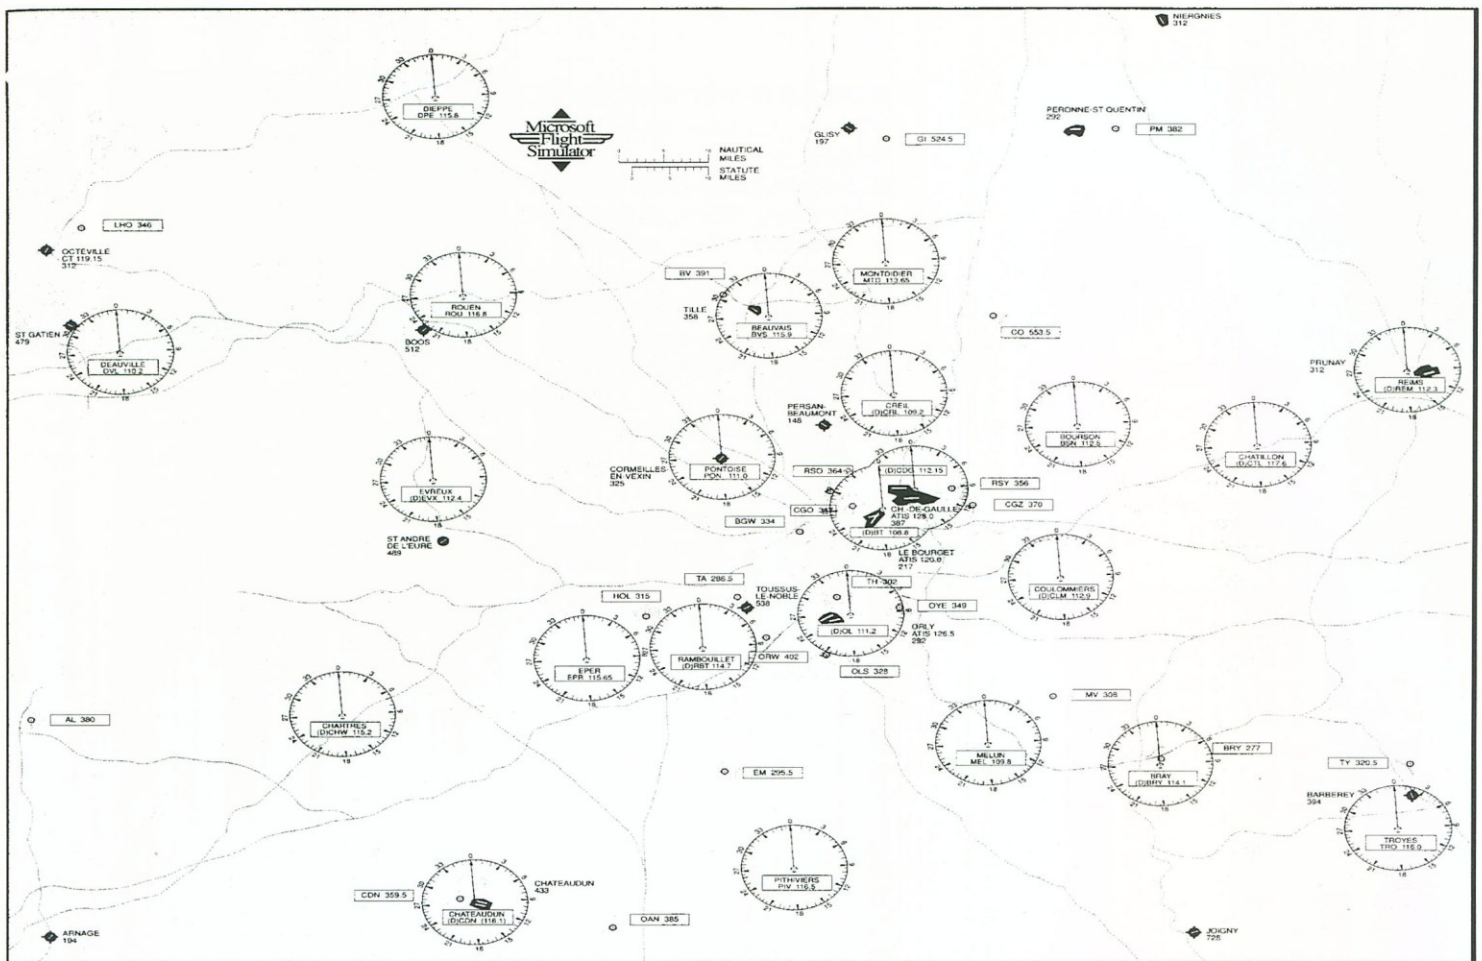 NIERGNIES
312
DIEPPE
DPE 115.8
Microsoft
Flight
Simulator
NAUTICAL
MILES
STATUTE
MILES
GLISY
197
GI 524.5
PERONNE-ST QUENTIN
292
PM 382
LHO 346
OCTEVILLE
CT 119.15
312
ROUEN
ROU 116.8
BOOS
512
ST GATIEN
479
DEAUVILLE
DVL 110.2
BV 391
TILLE
358
BEAUVAIS
BVS 115.9
MONTDIDIER
MTD 113.65
CO 553.5
PRUNAY
312
REIMS
(D)REM 112.3
CREIL
(D)CRL 109.2
PERSAN-
BEAUMONT
148
BOURSON
BSN 112.5
CHATILLON
(D)CTL 117.6
EVREUX
(D)EVX 112.4
CORMEILLES
EN-VEXIN
325
PONTOISE
PON 111.0
RSO 364
(D)CDG 112.15
RSY 356
CGO
CGZ 370
CH.-DE-GAULLE
ATIS 128.0
387
(D)BT 108.8
BGW 334
LE BOURGET
ATIS 120.0
217
ST ANDRE
DE L'EURE
489
COULOMMIERS
(D)CLM 112.9
TA 286.5
TOUSSUS-
LE-NOBLE
538
TH 302
HOL 315
OYE 349
(D)OL 111.2
ORLY
ATIS 126.5
292
EPER
EPR 115.65
RAMBOUILLET
(D)RBT 114.7
ORW 402
OLS 328
AL 380
CHARTRES
(D)CHW 115.2
MV 308
MELUN
MEL 109.8
BRY 277
BRAY
(D)BRY 114.1
EM 295.5
TY 320.5
BARBEREY
394
TROYES
TRO 116.0
PITHIVIERS
PIV 116.5
CDN 359.5
CHATEAUDUN
433
CHATEAUDUN
(D)CDN (116.1)
OAN 385
ARNAGE
194
JOIGNY
725